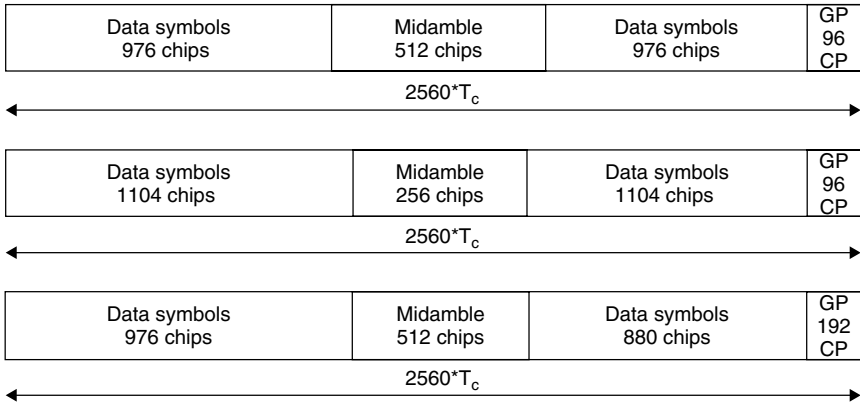 Data symbols
976 chips
Midamble
512 chips
Data symbols
976 chips
GP
96
CP
2560*Tc
Data symbols
1104 chips
Midamble
256 chips
Data symbols
1104 chips
GP
96
CP
2560*Tc
Data symbols
976 chips
Midamble
512 chips
Data symbols
880 chips
GP
192
CP
2560*Tc